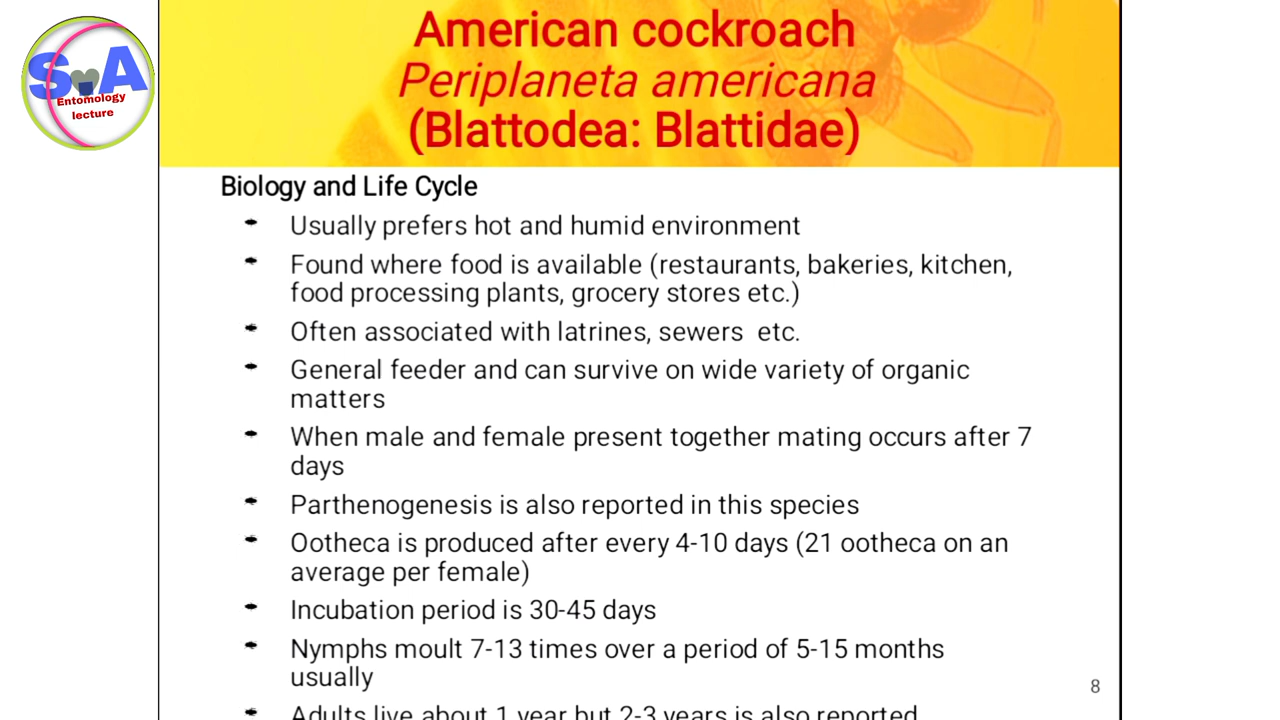 S A
Entomology
lecture
American cockroach
Periplaneta americana
(Blattodea: Blattidae)
Biology and Life Cycle
Usually prefers hot and humid environment
Found where food is available (restaurants, bakeries, kitchen,
food processing plants, grocery stores etc.)
Often associated with latrines, sewers etc.
General feeder and can survive on wide variety of organic
matters
When male and female present together mating occurs after 7
days
Parthenogenesis is also reported in this species
Ootheca is produced after every 4-10 days (21 ootheca on an
average per female)
Incubation period is 30-45 days
Nymphs moult 7-13 times over a period of 5-15 months
usually
Adults live about 1 year but 2-3 years is also reported
8